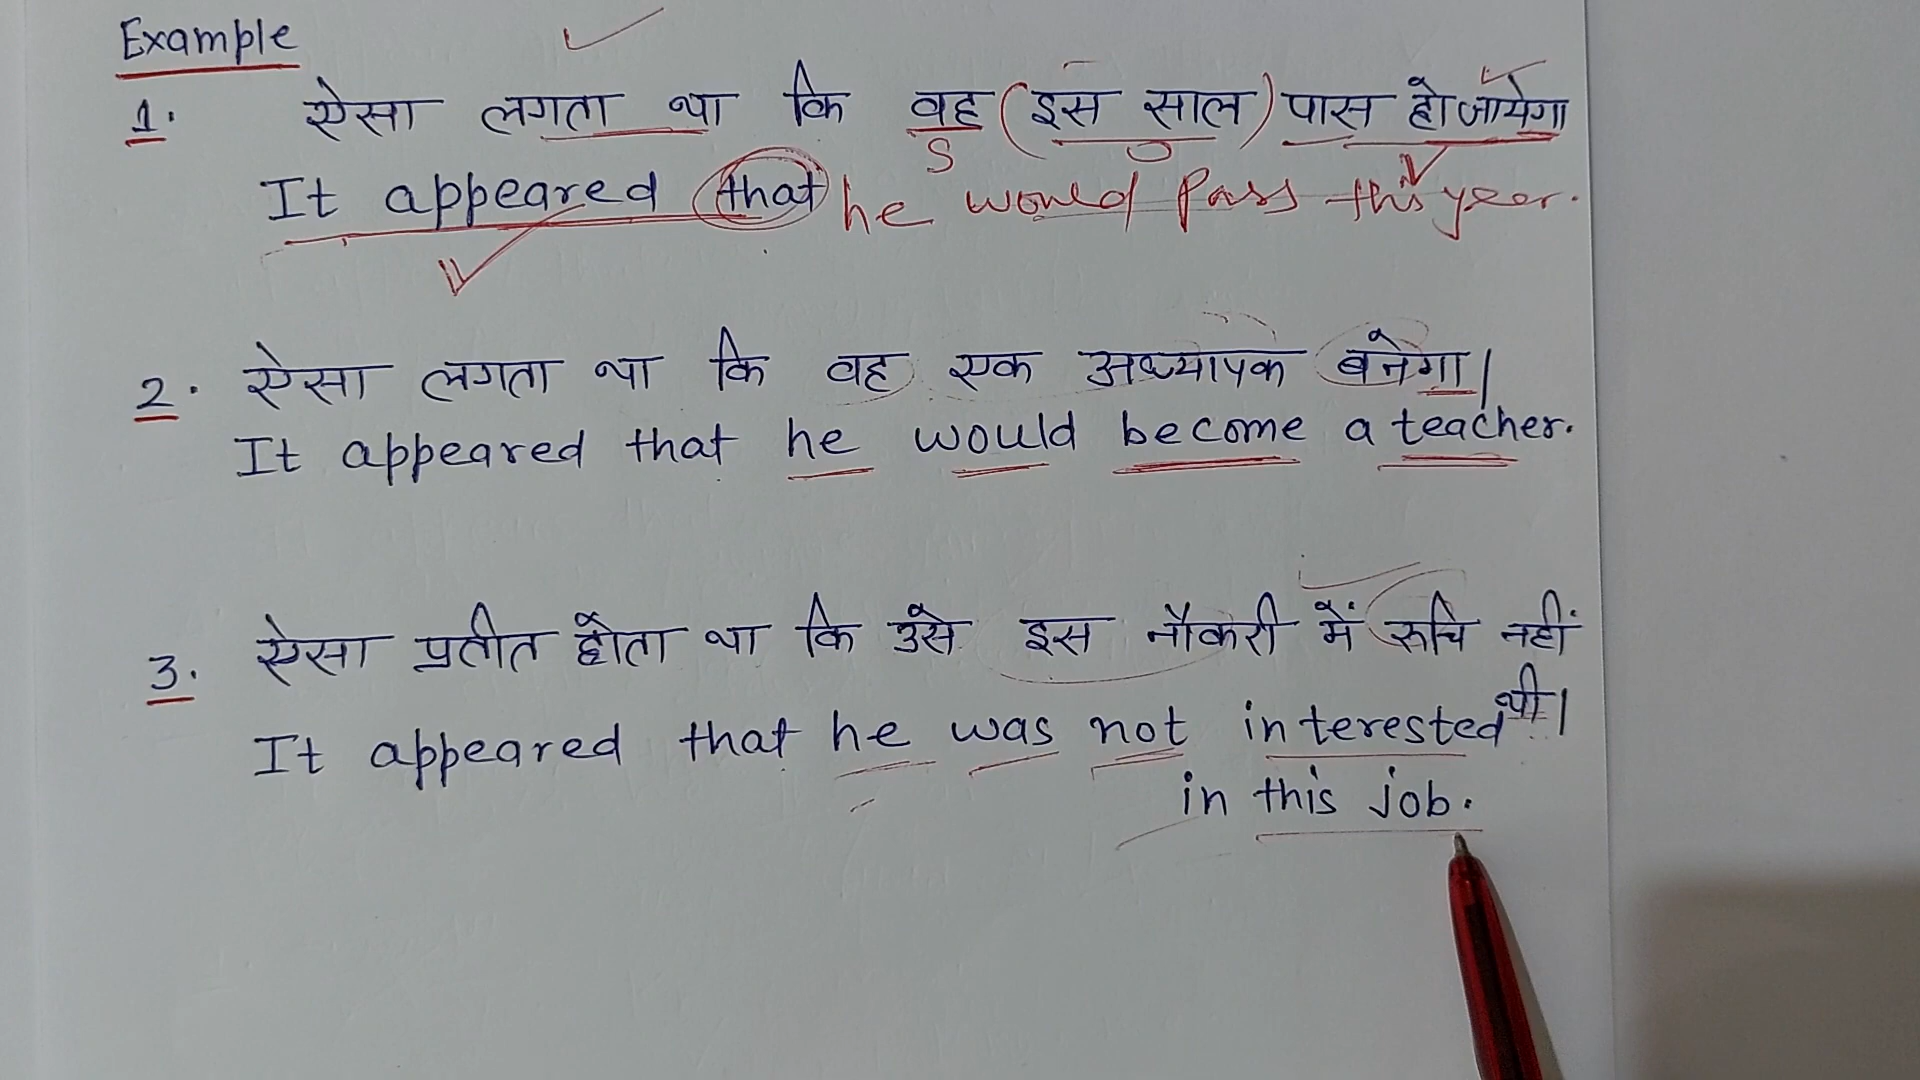 Example
1. ऐसा लगता था कि वह (इस साल) पास हो जायेगा
S O V
It appeared that he would pass this year.
2. ऐसा लगता था कि वह एक अध्यापक बनेगा।
It appeared that he would become a teacher.
3. ऐसा प्रतीत होता था कि उसे इस नौकरी में रूचि नहीं
थी।
It appeared that he was not interested
in this job.